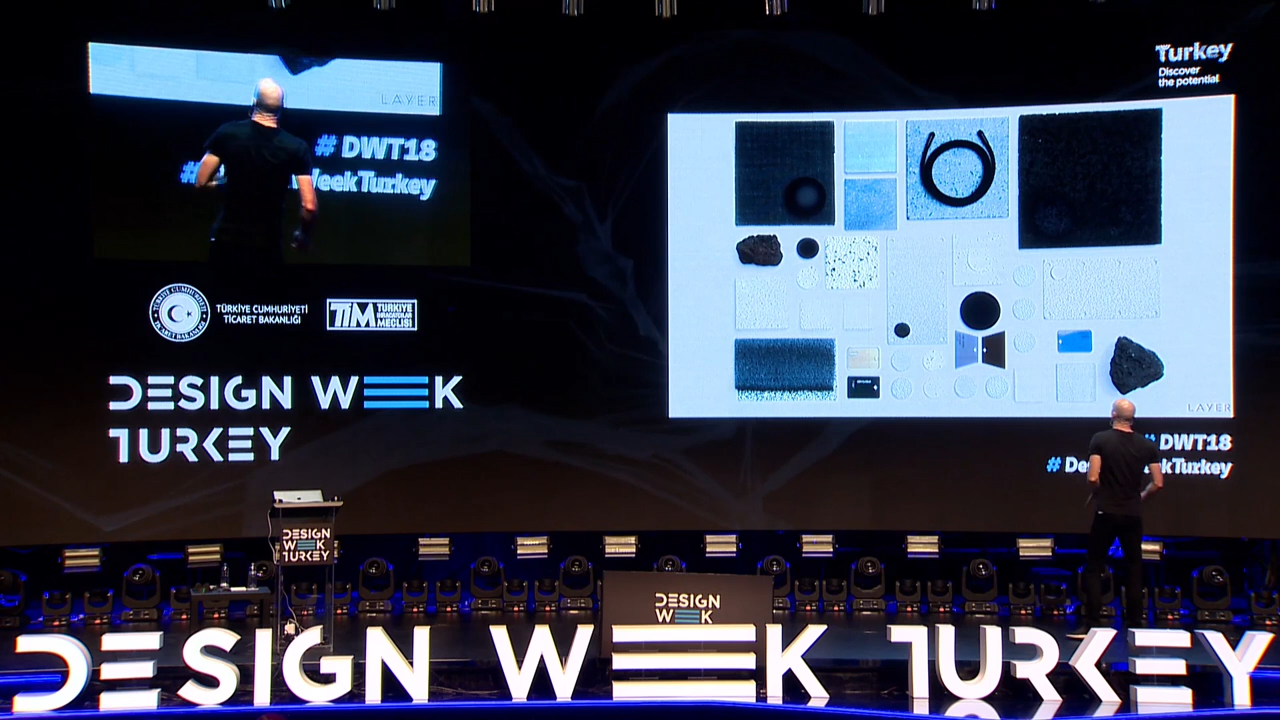 Turkey
Discover
the potential
LAYER
# DWT18
WeekTurkey
TÜRKİYE CUMHURİYETİ
TİCARET BAKANLIĞI
TİM TÜRKİYE
İHRACATÇILAR
MECLİSİ
DESIGN WEEK
TURKEY
LAYER
# DWT18
# De ekTurkey
DESIGN
WEEK
TURKEY
DESIGN
WEEK
DESIGN WEEK TURKEY